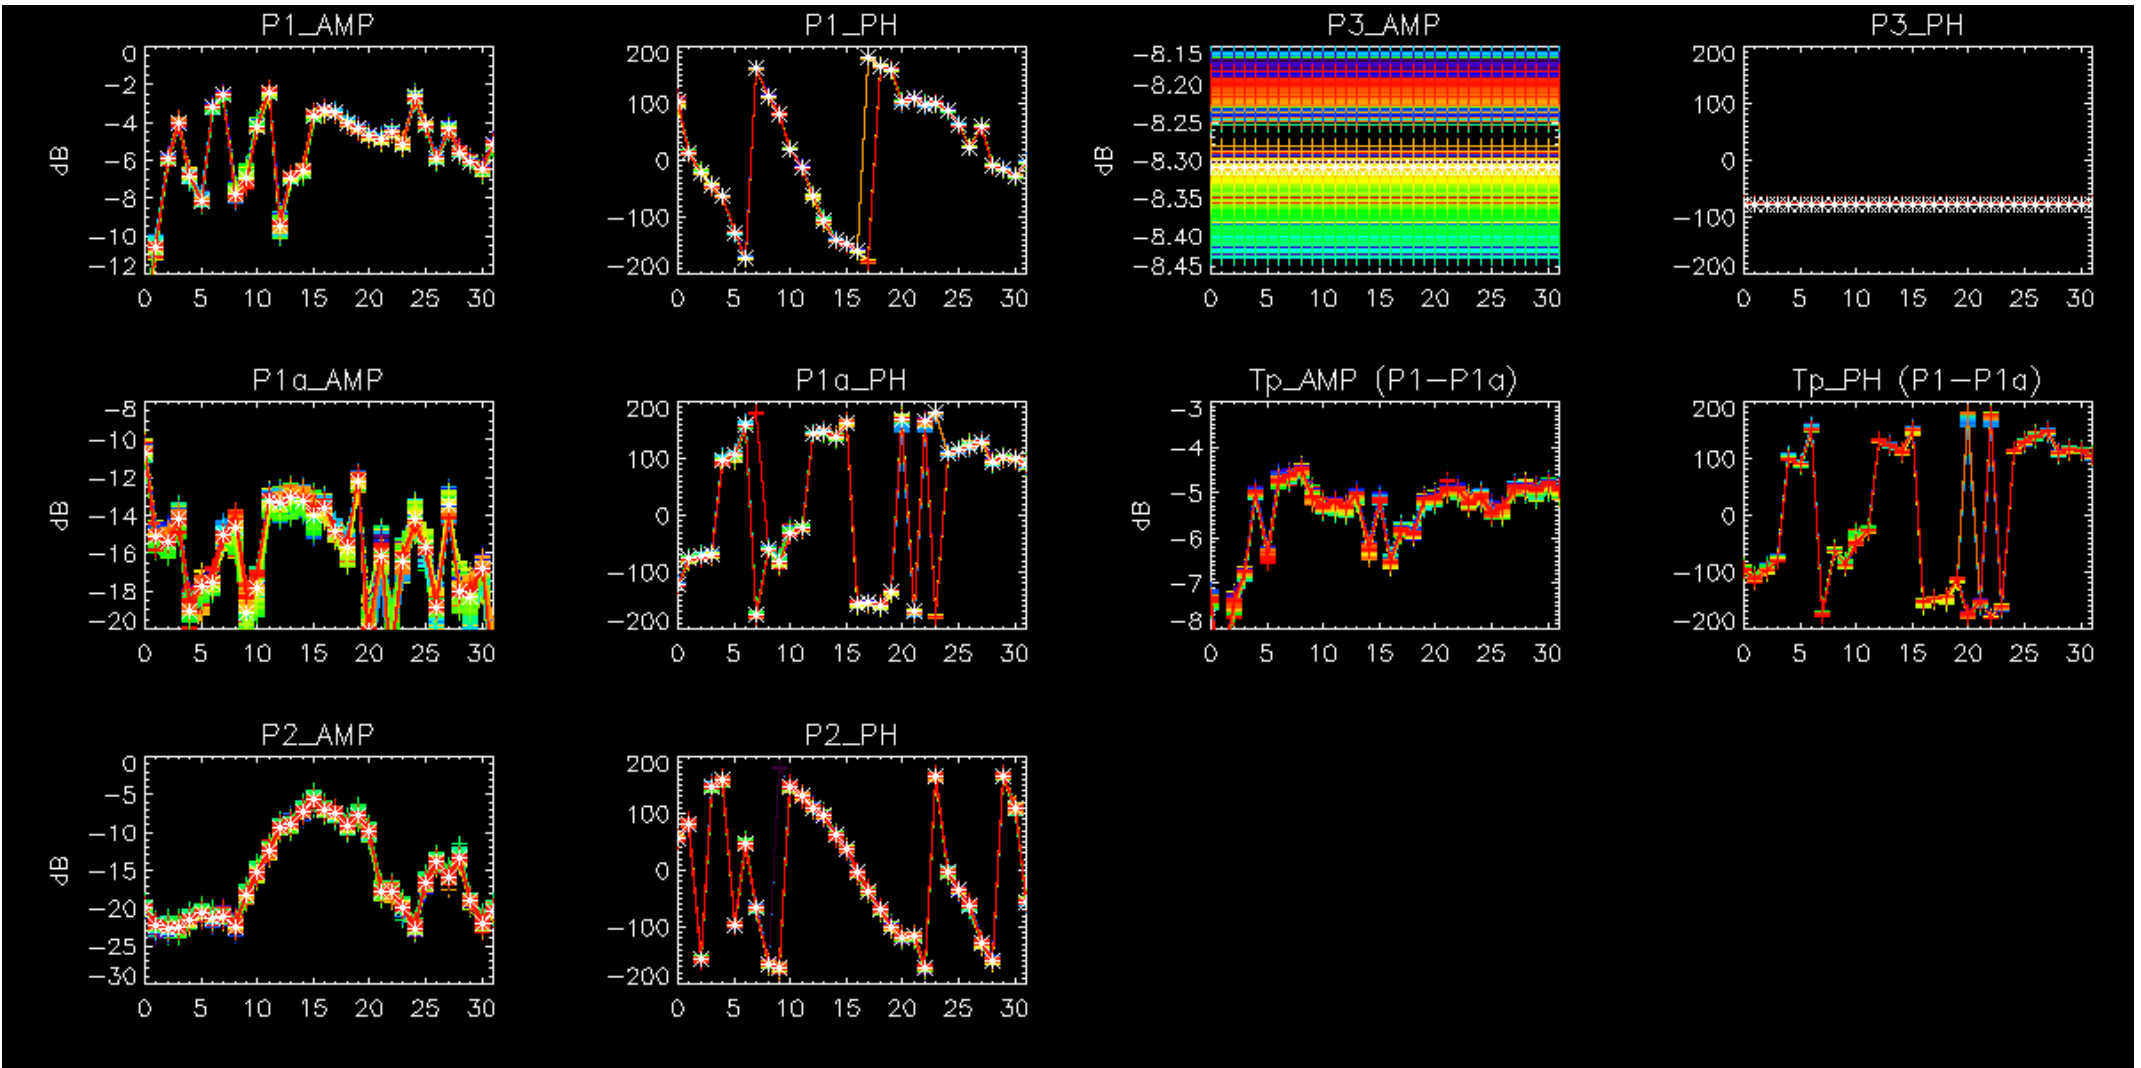 P1_AMP
P1_PH
P3_AMP
P3_PH
0
−2
−4
−6
−8
−10
−12
dB
0 5 10 15 20 25 30
200
100
0
−100
−200
0 5 10 15 20 25 30
−8.15
−8.20
−8.25
−8.30
−8.35
−8.40
−8.45
dB
0 5 10 15 20 25 30
200
100
0
−100
−200
0 5 10 15 20 25 30
P1a_AMP
P1a_PH
Tp_AMP (P1−P1a)
Tp_PH (P1−P1a)
−8
−10
−12
−14
−16
−18
−20
dB
0 5 10 15 20 25 30
200
100
0
−100
−200
0 5 10 15 20 25 30
−3
−4
−5
−6
−7
−8
dB
0 5 10 15 20 25 30
200
100
0
−100
−200
0 5 10 15 20 25 30
P2_AMP
P2_PH
0
−5
−10
−15
−20
−25
−30
dB
0 5 10 15 20 25 30
200
100
0
−100
−200
0 5 10 15 20 25 30